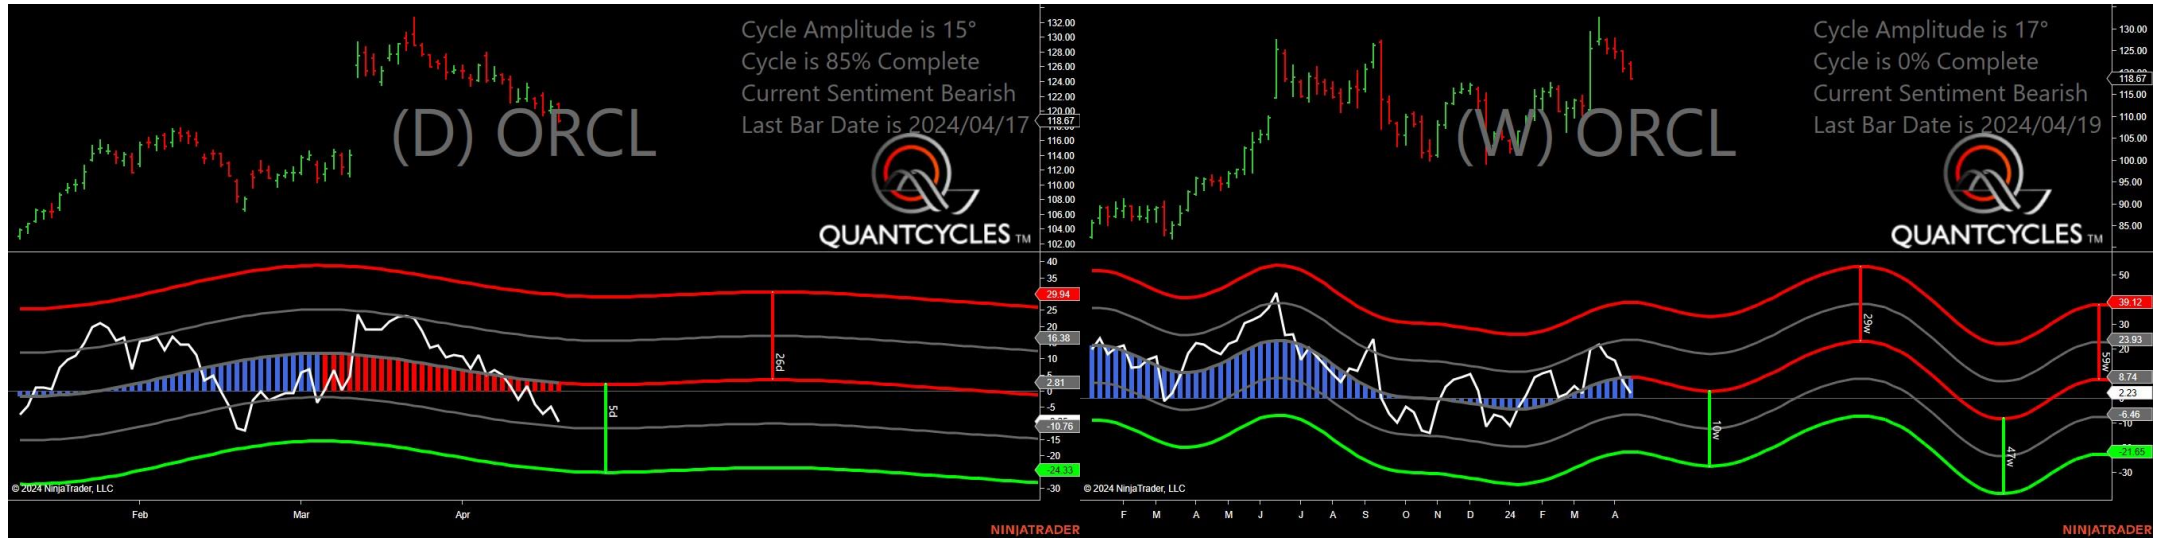 Cycle Amplitude is 15°
Cycle is 85% Complete
Current Sentiment Bearish
Last Bar Date is 2024/04/17
(D) ORCL
QUANTCYCLES TM
132.00
130.00
128.00
126.00
124.00
122.00
120.00
118.67
116.00
114.00
112.00
110.00
108.00
106.00
104.00
102.00
40
35
29.94
25
20
16.38
10
5
2.81
0
-5
-10.76
-15
-20
-24.33
-30
26d
5d
© 2024 NinjaTrader, LLC
Feb Mar Apr
NINJATRADER
Cycle Amplitude is 17°
Cycle is 0% Complete
Current Sentiment Bearish
Last Bar Date is 2024/04/19
(W) ORCL
QUANTCYCLES TM
130.00
125.00
118.67
115.00
110.00
105.00
100.00
95.00
90.00
85.00
50
39.12
30
23.93
20
8.74
2.23
-6.46
-10
-21.65
-30
29w
59w
10w
47w
© 2024 NinjaTrader, LLC
F M A M J J A S O N D 24 F M A
NINJATRADER